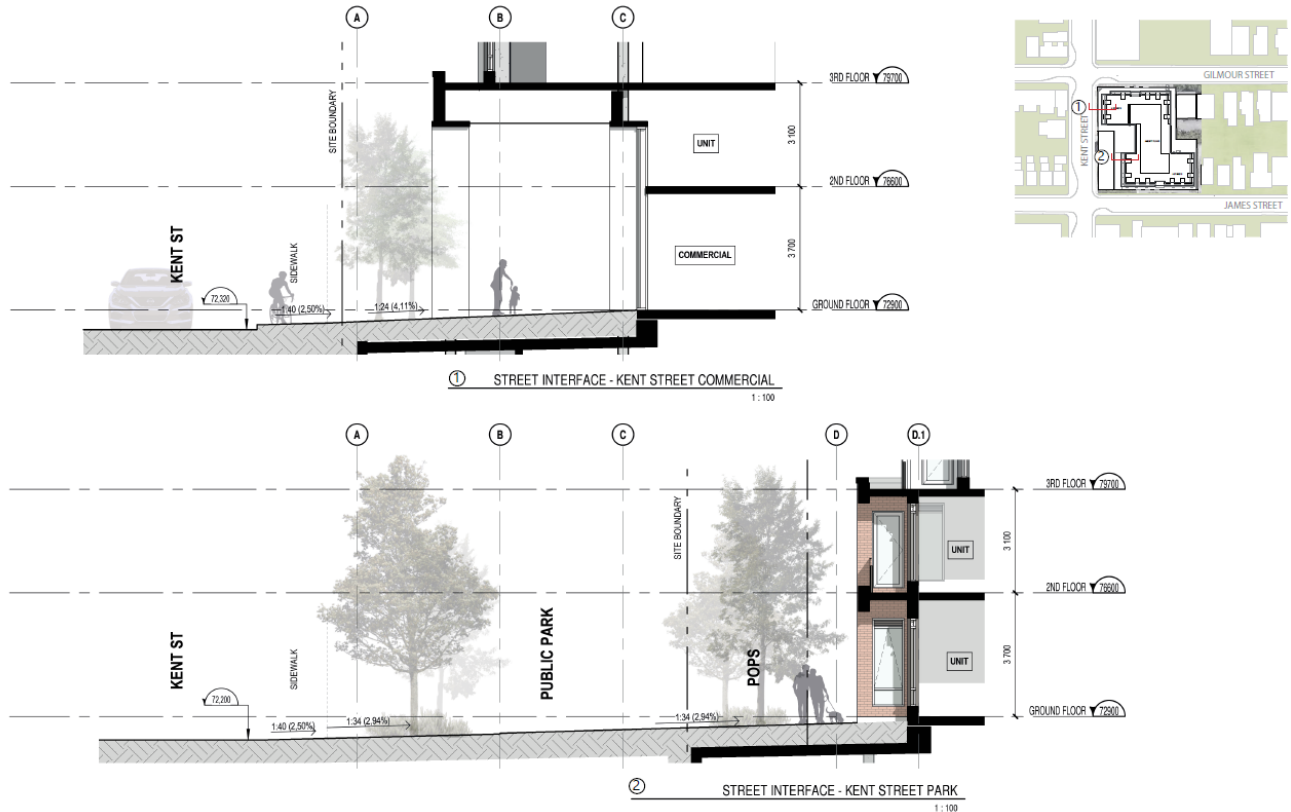 A
B
C
SITE BOUNDARY
3RD FLOOR 79700
3 100
UNIT
2ND FLOOR 76600
KENT ST
SIDEWALK
3 700
COMMERCIAL
72,320
1:40 (2,50%)
1:24 (4,11%)
GROUND FLOOR 72900
1 STREET INTERFACE - KENT STREET COMMERCIAL
1 : 100
GILMOUR STREET
1
KENT STREET
2
JAMES STREET
A
B
C
D
D.1
3RD FLOOR 79700
SITE BOUNDARY
3 100
UNIT
2ND FLOOR 76600
KENT ST
SIDEWALK
PUBLIC PARK
POPS
3 700
UNIT
72,200
1:40 (2,50%)
1:34 (2,94%)
1:34 (2,94%)
GROUND FLOOR 72900
2 STREET INTERFACE - KENT STREET PARK
1 : 100